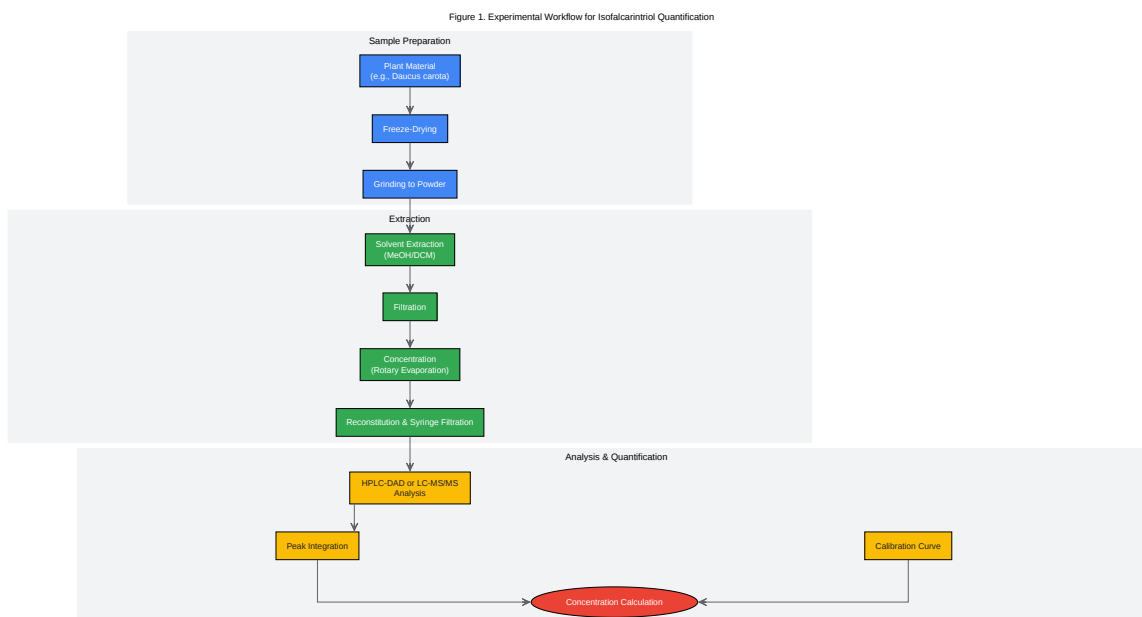 Figure 1. Experimental Workflow for Isofalcarintriol Quantification
Sample Preparation
Plant Material
(e.g., Daucus carota)
Freeze-Drying
Grinding to Powder
Extraction
Solvent Extraction
(MeOH/DCM)
Filtration
Concentration
(Rotary Evaporation)
Reconstitution & Syringe Filtration
Analysis & Quantification
HPLC-DAD or LC-MS/MS
Analysis
Peak Integration
Calibration Curve
Concentration Calculation